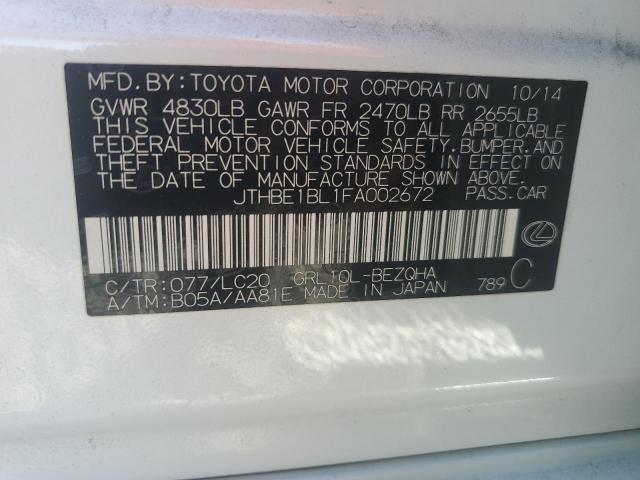 MFD. BY: TOYOTA MOTOR CORPORATION 10/14
GVWR 4830LB GAWR FR 2470LB RR 2655LB
THIS VEHICLE CONFORMS TO ALL APPLICABLE
FEDERAL MOTOR VEHICLE SAFETY, BUMPER, AND
THEFT PREVENTION STANDARDS IN EFFECT ON
THE DATE OF MANUFACTURE SHOWN ABOVE.
JTHBE1BL1FA002672 PASS. CAR
C/TR: 077/LC20 GRL10L-BEZQHA
A/TM: B05A/AA81E MADE IN JAPAN 789 C